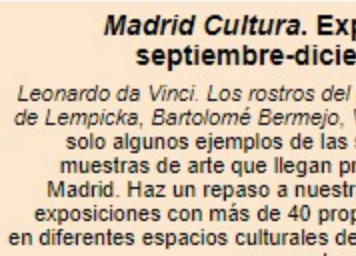 Madrid Cultura. Exp
septiembre-dicie
Leonardo da Vinci. Los rostros del
de Lempicka, Bartolomé Bermejo, V
solo algunos ejemplos de las s
muestras de arte que llegan pr
Madrid. Haz un repaso a nuestr
exposiciones con más de 40 prop
en diferentes espacios culturales de